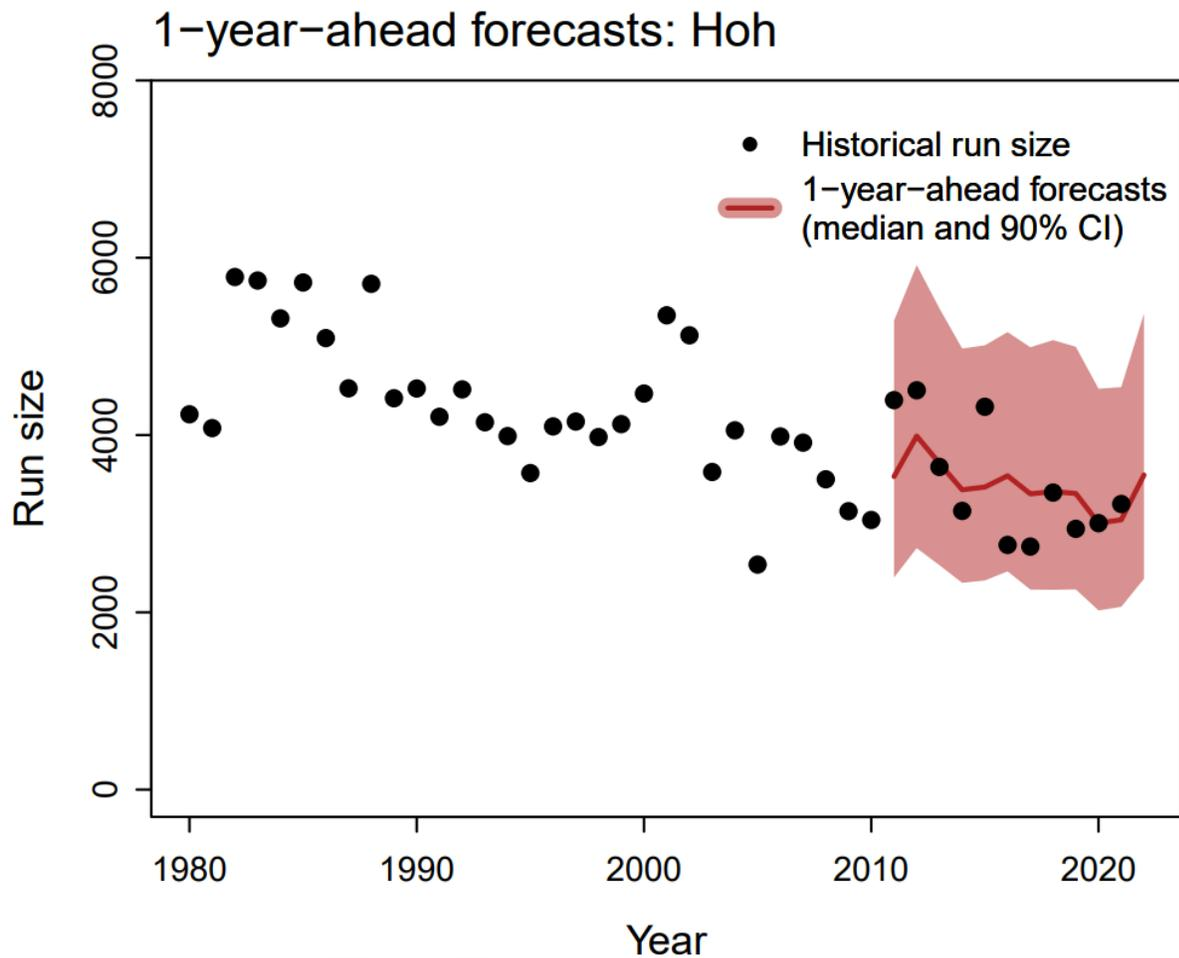 1−year−ahead forecasts: Hoh
8000
6000
4000
2000
0
Run size
Historical run size
1−year−ahead forecasts
(median and 90% CI)
1980
1990
2000
2010
2020
Year